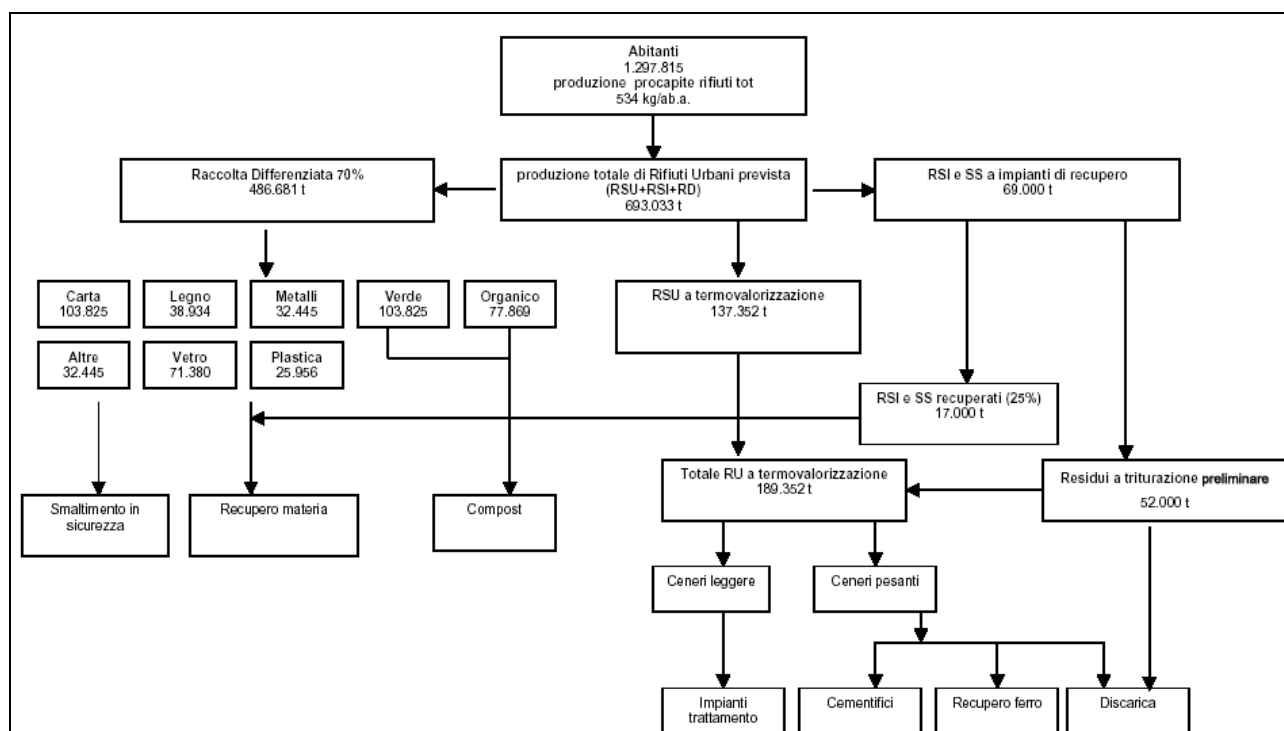 Abitanti
1.297.815
produzione procapite rifiuti tot
534 kg/ab.a.
Raccolta Differenziata 70%
486.681 t
produzione totale di Rifiuti Urbani prevista
(RSU+RSI+RD)
693.033 t
RSI e SS a impianti di recupero
69.000 t
Carta
103.825
Legno
38.934
Metalli
32.445
Verde
103.825
Organico
77.869
RSU a termovalorizzazione
137.352 t
Altre
32.445
Vetro
71.380
Plastica
25.956
RSI e SS recuperati (25%)
17.000 t
Totale RU a termovalorizzazione
189.352 t
Residui a triturazione preliminare
52.000 t
Smaltimento in
sicurezza
Recupero materia
Compost
Ceneri leggere
Ceneri pesanti
Impianti
trattamento
Cementifici
Recupero ferro
Discarica